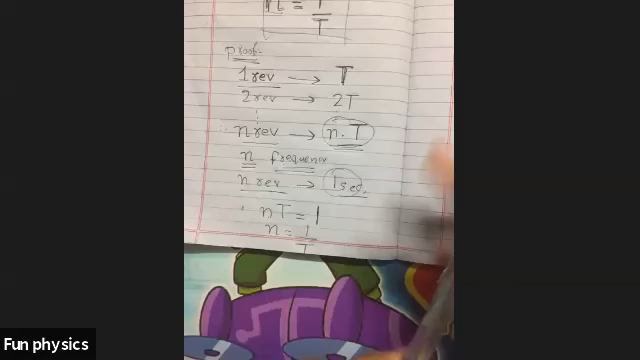 n = 1/T
Proof-
1 rev → T
2 rev → 2T
n rev → n. T
n frequency
n rev → 1 sec.
nT = 1
n = 1/T
Fun physics